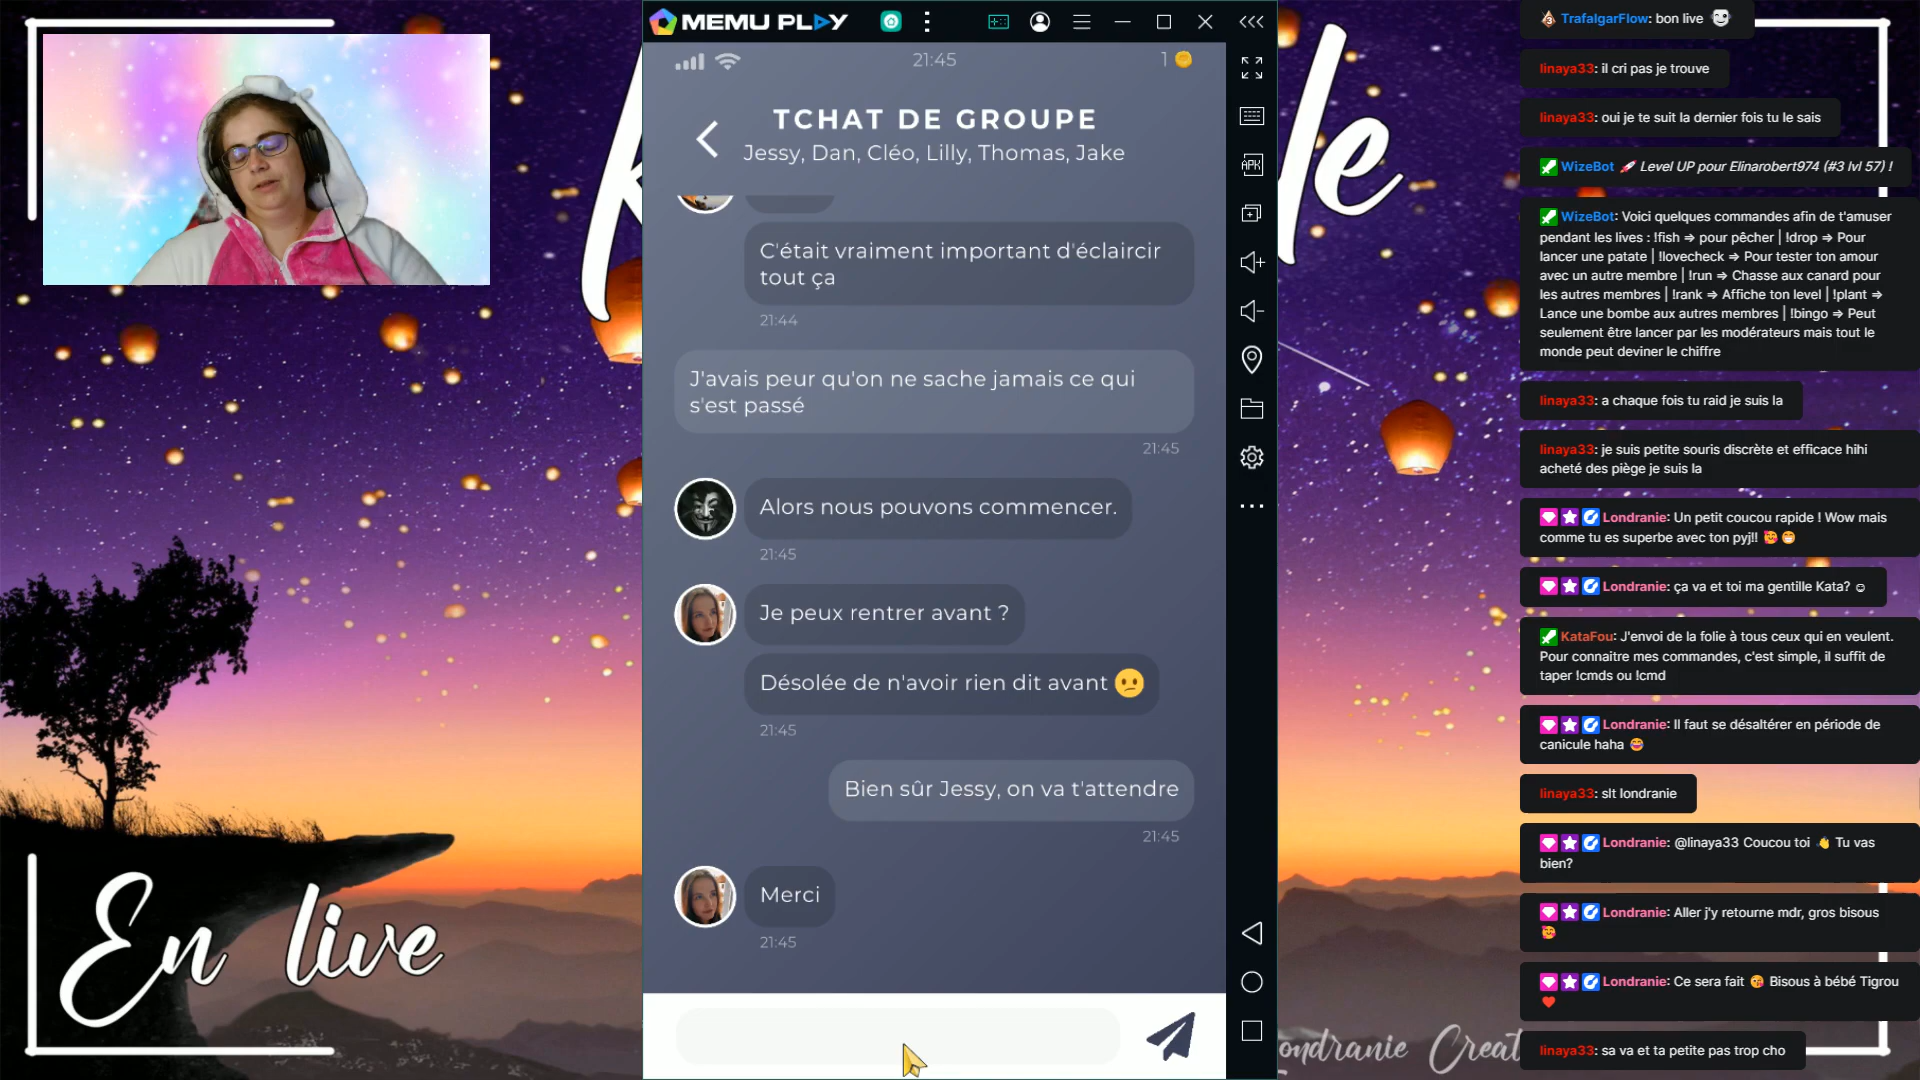 MEMU PLAY
21:45
1
TCHAT DE GROUPE
Jessy, Dan, Cléo, Lilly, Thomas, Jake
C'était vraiment important d'éclaircir
tout ça
21:44
J'avais peur qu'on ne sache jamais ce qui
s'est passé
21:45
Alors nous pouvons commencer.
21:45
Je peux rentrer avant ?
Désolée de n'avoir rien dit avant 😕
21:45
Bien sûr Jessy, on va t'attendre
21:45
Merci
21:45
APK
En live
TrafalgarFlow: bon live
linaya33: il cri pas je trouve
linaya33: oui je te suit la dernier fois tu le sais
WizeBot 🚀 Level UP pour Elinarobert974 (#3 lvl 57) !
WizeBot: Voici quelques commandes afin de t'amuser
pendant les lives : !fish => pour pêcher | !drop => Pour
lancer une patate | !lovecheck => Pour tester ton amour
avec un autre membre | !run => Chasse aux canard pour
les autres membres | !rank => Affiche ton level | !plant =>
Lance une bombe aux autres membres | !bingo => Peut
seulement être lancer par les modérateurs mais tout le
monde peut deviner le chiffre
linaya33: a chaque fois tu raid je suis la
linaya33: je suis petite souris discrète et efficace hihi
acheté des piège je suis la
Londranie: Un petit coucou rapide ! Wow mais
comme tu es superbe avec ton pyj!! 🥰 😁
Londranie: ça va et toi ma gentille Kata? ☺
KataFou: J'envoi de la folie à tous ceux qui en veulent.
Pour connaitre mes commandes, c'est simple, il suffit de
taper !cmds ou !cmd
Londranie: Il faut se désaltérer en période de
canicule haha 😂
linaya33: slt londranie
Londranie: @linaya33 Coucou toi 👋 Tu vas
bien?
Londranie: Aller j'y retourne mdr, gros bisous
🥰
Londranie: Ce sera fait 😘 Bisous à bébé Tigrou
♥
linaya33: sa va et ta petite pas trop cho